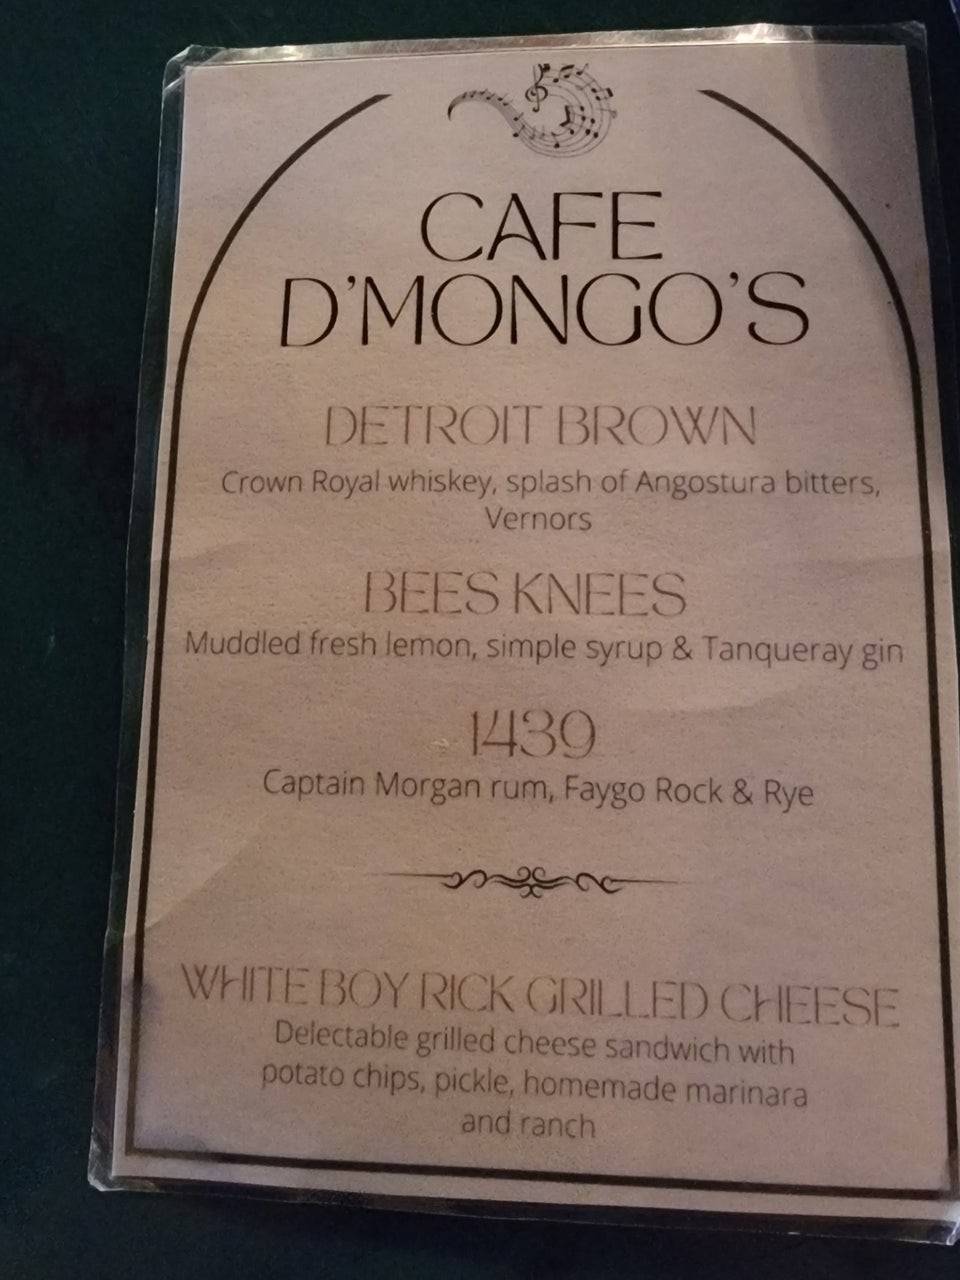 CAFE
D'MONGO'S
DETROIT BROWN
Crown Royal whiskey, splash of Angostura bitters,
Vernors
BEES KNEES
Muddled fresh lemon, simple syrup & Tanqueray gin
1439
Captain Morgan rum, Faygo Rock & Rye
WHITE BOY RICK GRILLED CHEESE
Delectable grilled cheese sandwich with
potato chips, pickle, homemade marinara
and ranch